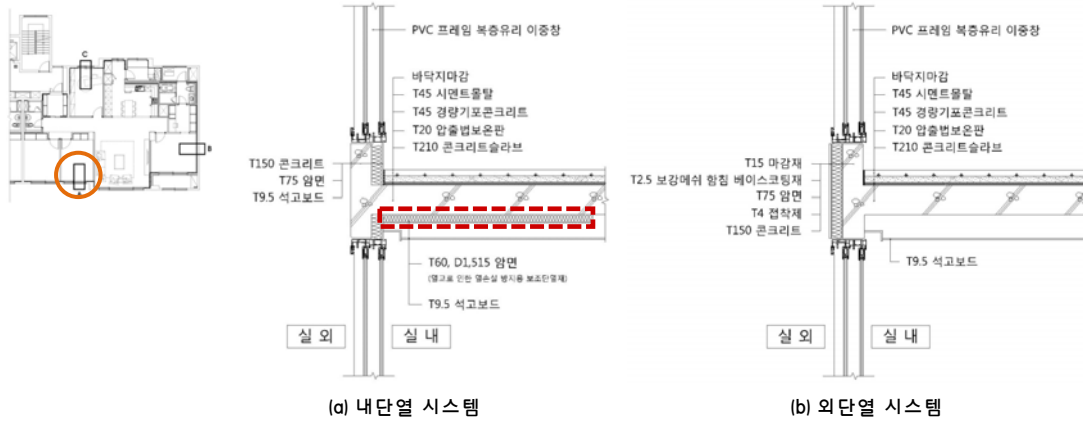 C
B
A
PVC 프레임 복층유리 이중창
바닥지마감
T45 시멘트몰탈
T45 경량기포콘크리트
T20 압출법보온판
T210 콘크리트슬라브
T150 콘크리트
T75 암면
T9.5 석고보드
T60, D1,515 암면
(열교로 인한 열손실 방지용 보조단열재)
T9.5 석고보드
실 외
실 내
(a) 내단열 시스템
PVC 프레임 복층유리 이중창
바닥지마감
T45 시멘트몰탈
T45 경량기포콘크리트
T20 압출법보온판
T210 콘크리트슬라브
T15 마감재
T2.5 보강메쉬 함침 베이스코팅재
T75 암면
T4 접착제
T150 콘크리트
T9.5 석고보드
실 외
실 내
(b) 외단열 시스템